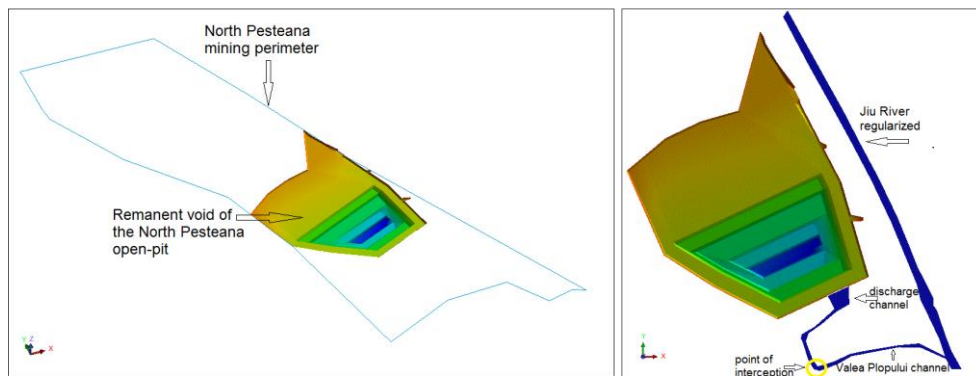 North Pesteana
mining perimeter
Remanent void of
the North Pesteana
open-pit
Y
Z
X
Jiu River
regularized
discharge
channel
point of
interception
Valea Plopului channel
Y
X